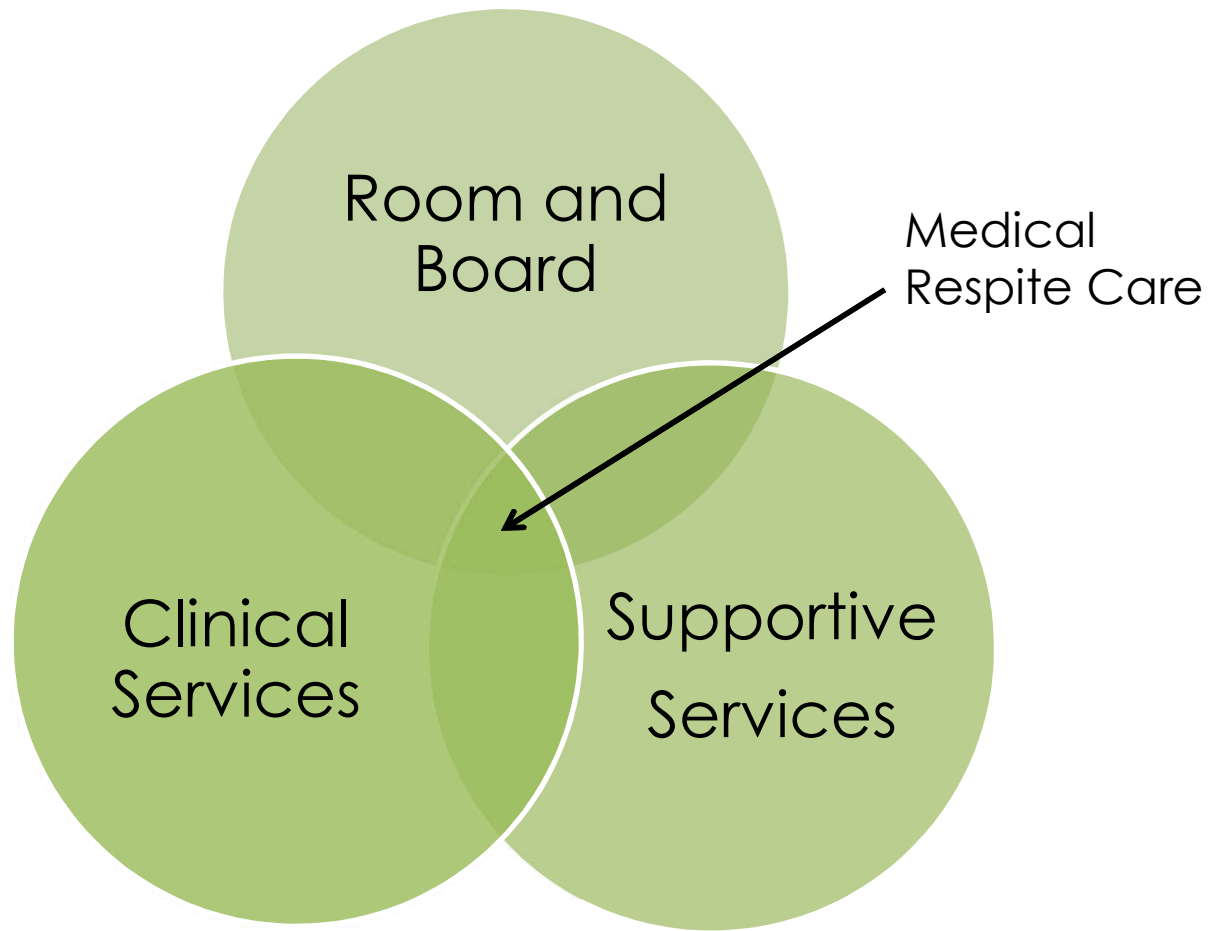 Room and
Board
Medical
Respite Care
Clinical
Services
Supportive
Services